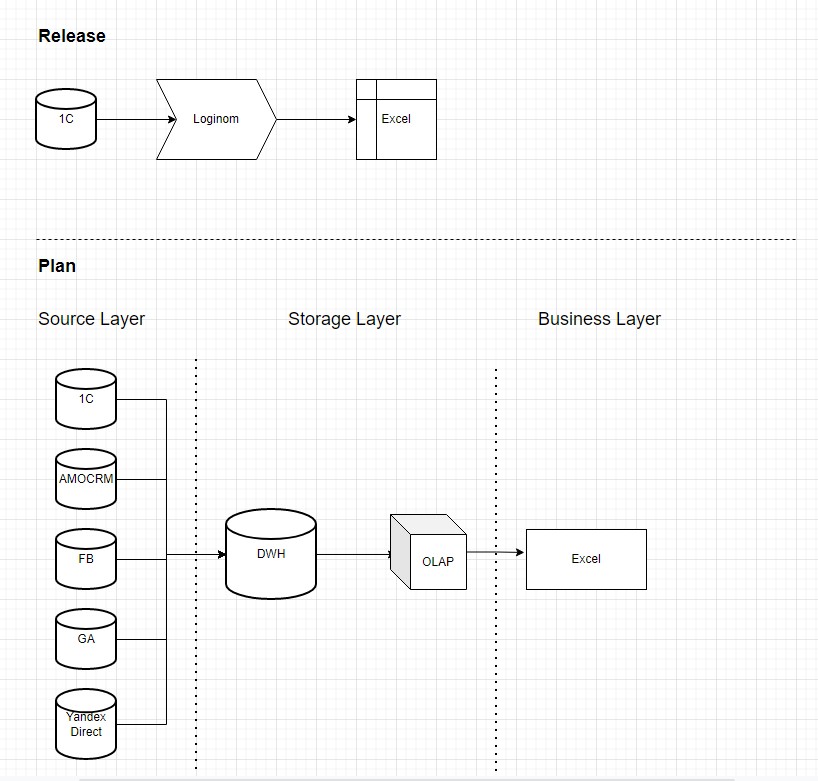 Release
1C
Loginom
Excel
Plan
Source Layer
Storage Layer
Business Layer
1C
AMOCRM
FB
GA
Yandex
Direct
DWH
OLAP
Excel